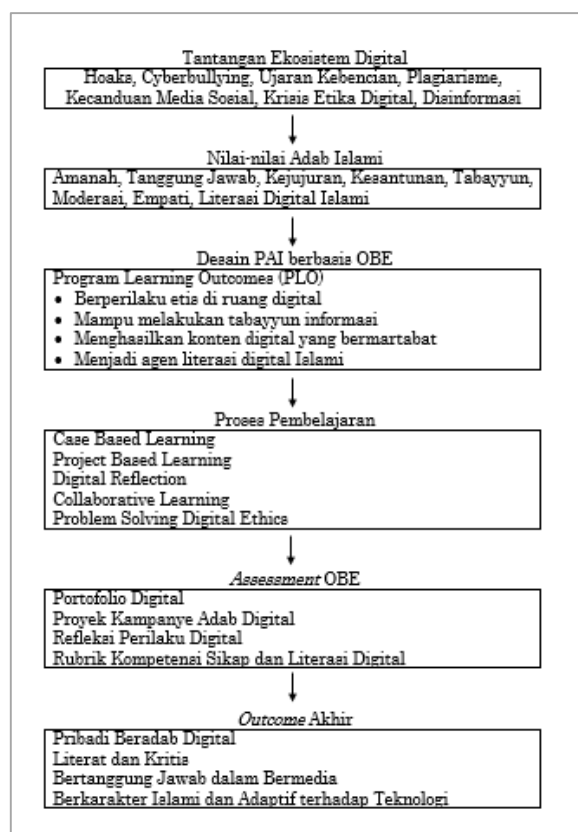 Tantangan Ekosistem Digital
Hoaks, Cyberbullying, Ujaran Kebencian, Plagiarisme,
Kecanduan Media Sosial, Krisis Etika Digital, Disinformasi
Nilai-nilai Adab Islami
Amanah, Tanggung Jawab, Kejujuran, Kesantunan, Tabayyun,
Moderasi, Empati, Literasi Digital Islami
Desain PAI berbasis OBE
Program Learning Outcomes (PLO)
• Berperilaku etis di ruang digital
• Mampu melakukan tabayyun informasi
• Menghasilkan konten digital yang bermartabat
• Menjadi agen literasi digital Islami
Proses Pembelajaran
Case Based Learning
Project Based Learning
Digital Reflection
Collaborative Learning
Problem Solving Digital Ethics
Assessment OBE
Portofolio Digital
Proyek Kampanye Adab Digital
Refleksi Perilaku Digital
Rubrik Kompetensi Sikap dan Literasi Digital
Outcome Akhir
Pribadi Beradab Digital
Literat dan Kritis
Bertanggung Jawab dalam Bermedia
Berkarakter Islami dan Adaptif terhadap Teknologi